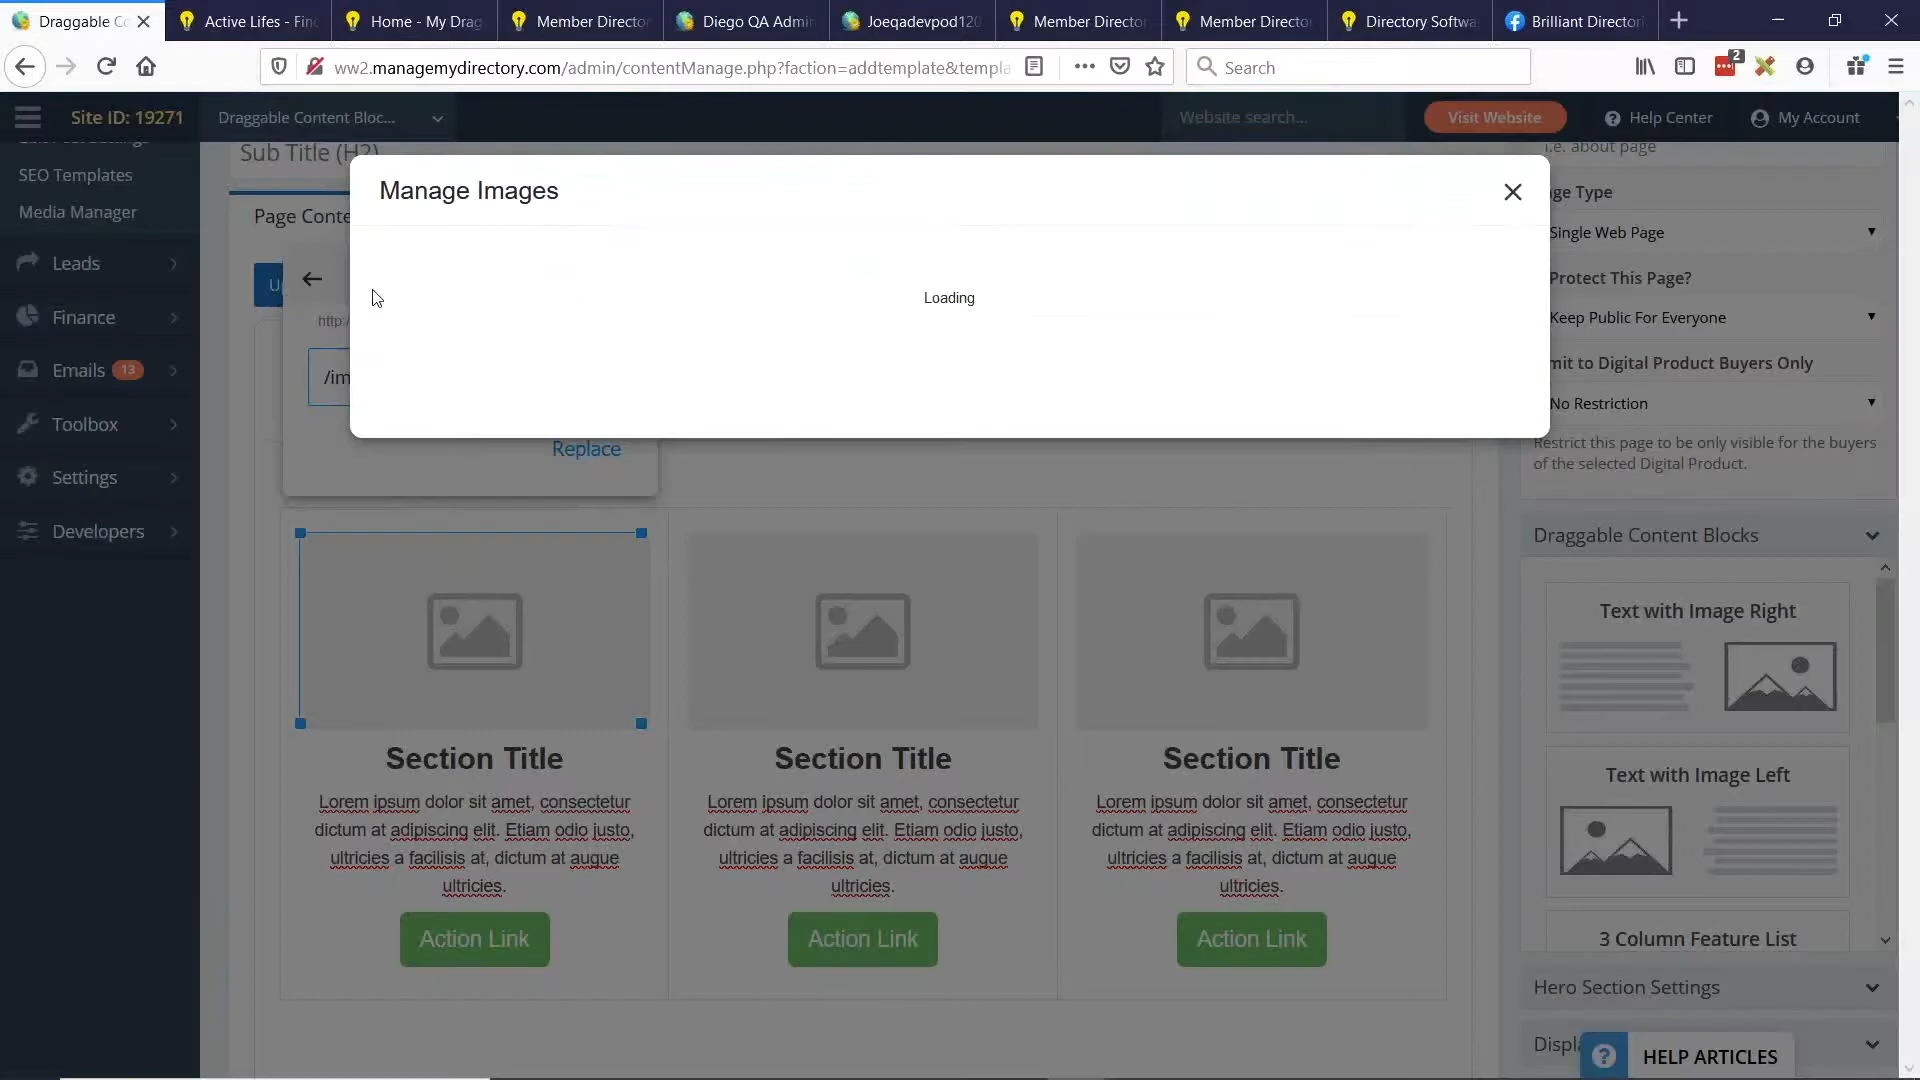 Draggable Co
Active Lifes - Fin
Home - My Drag
Member Directo
Diego QA Admi
Joeqadevpod120
Member Director
Member Directo
Directory Softwa
Brilliant Directori
ww2.managemydirectory.com/admin/contentManage.php?faction=addtemplate&templa
Search
2
Site ID: 19271
Draggable Content Bloc...
Website search...
Visit Website
Help Center
My Account
SEO Templates
Media Manager
Leads
Finance
Emails 13
Toolbox
Settings
Developers
Sub Title (H2)
Page Conte
Manage Images
Loading
http:/
/im
Replace
Section Title
Lorem ipsum dolor sit amet, consectetur
dictum at adipiscing elit. Etiam odio justo,
ultricies a facilisis at, dictum at augue
ultricies.
Action Link
Section Title
Lorem ipsum dolor sit amet, consectetur
dictum at adipiscing elit. Etiam odio justo,
ultricies a facilisis at, dictum at augue
ultricies.
Action Link
Section Title
Lorem ipsum dolor sit amet, consectetur
dictum at adipiscing elit. Etiam odio justo,
ultricies a facilisis at, dictum at augue
ultricies.
Action Link
i.e. about page
ge Type
Single Web Page
Protect This Page?
Keep Public For Everyone
mit to Digital Product Buyers Only
No Restriction
Restrict this page to be only visible for the buyers
of the selected Digital Product.
Draggable Content Blocks
Text with Image Right
Text with Image Left
3 Column Feature List
Hero Section Settings
Displ
? HELP ARTICLES